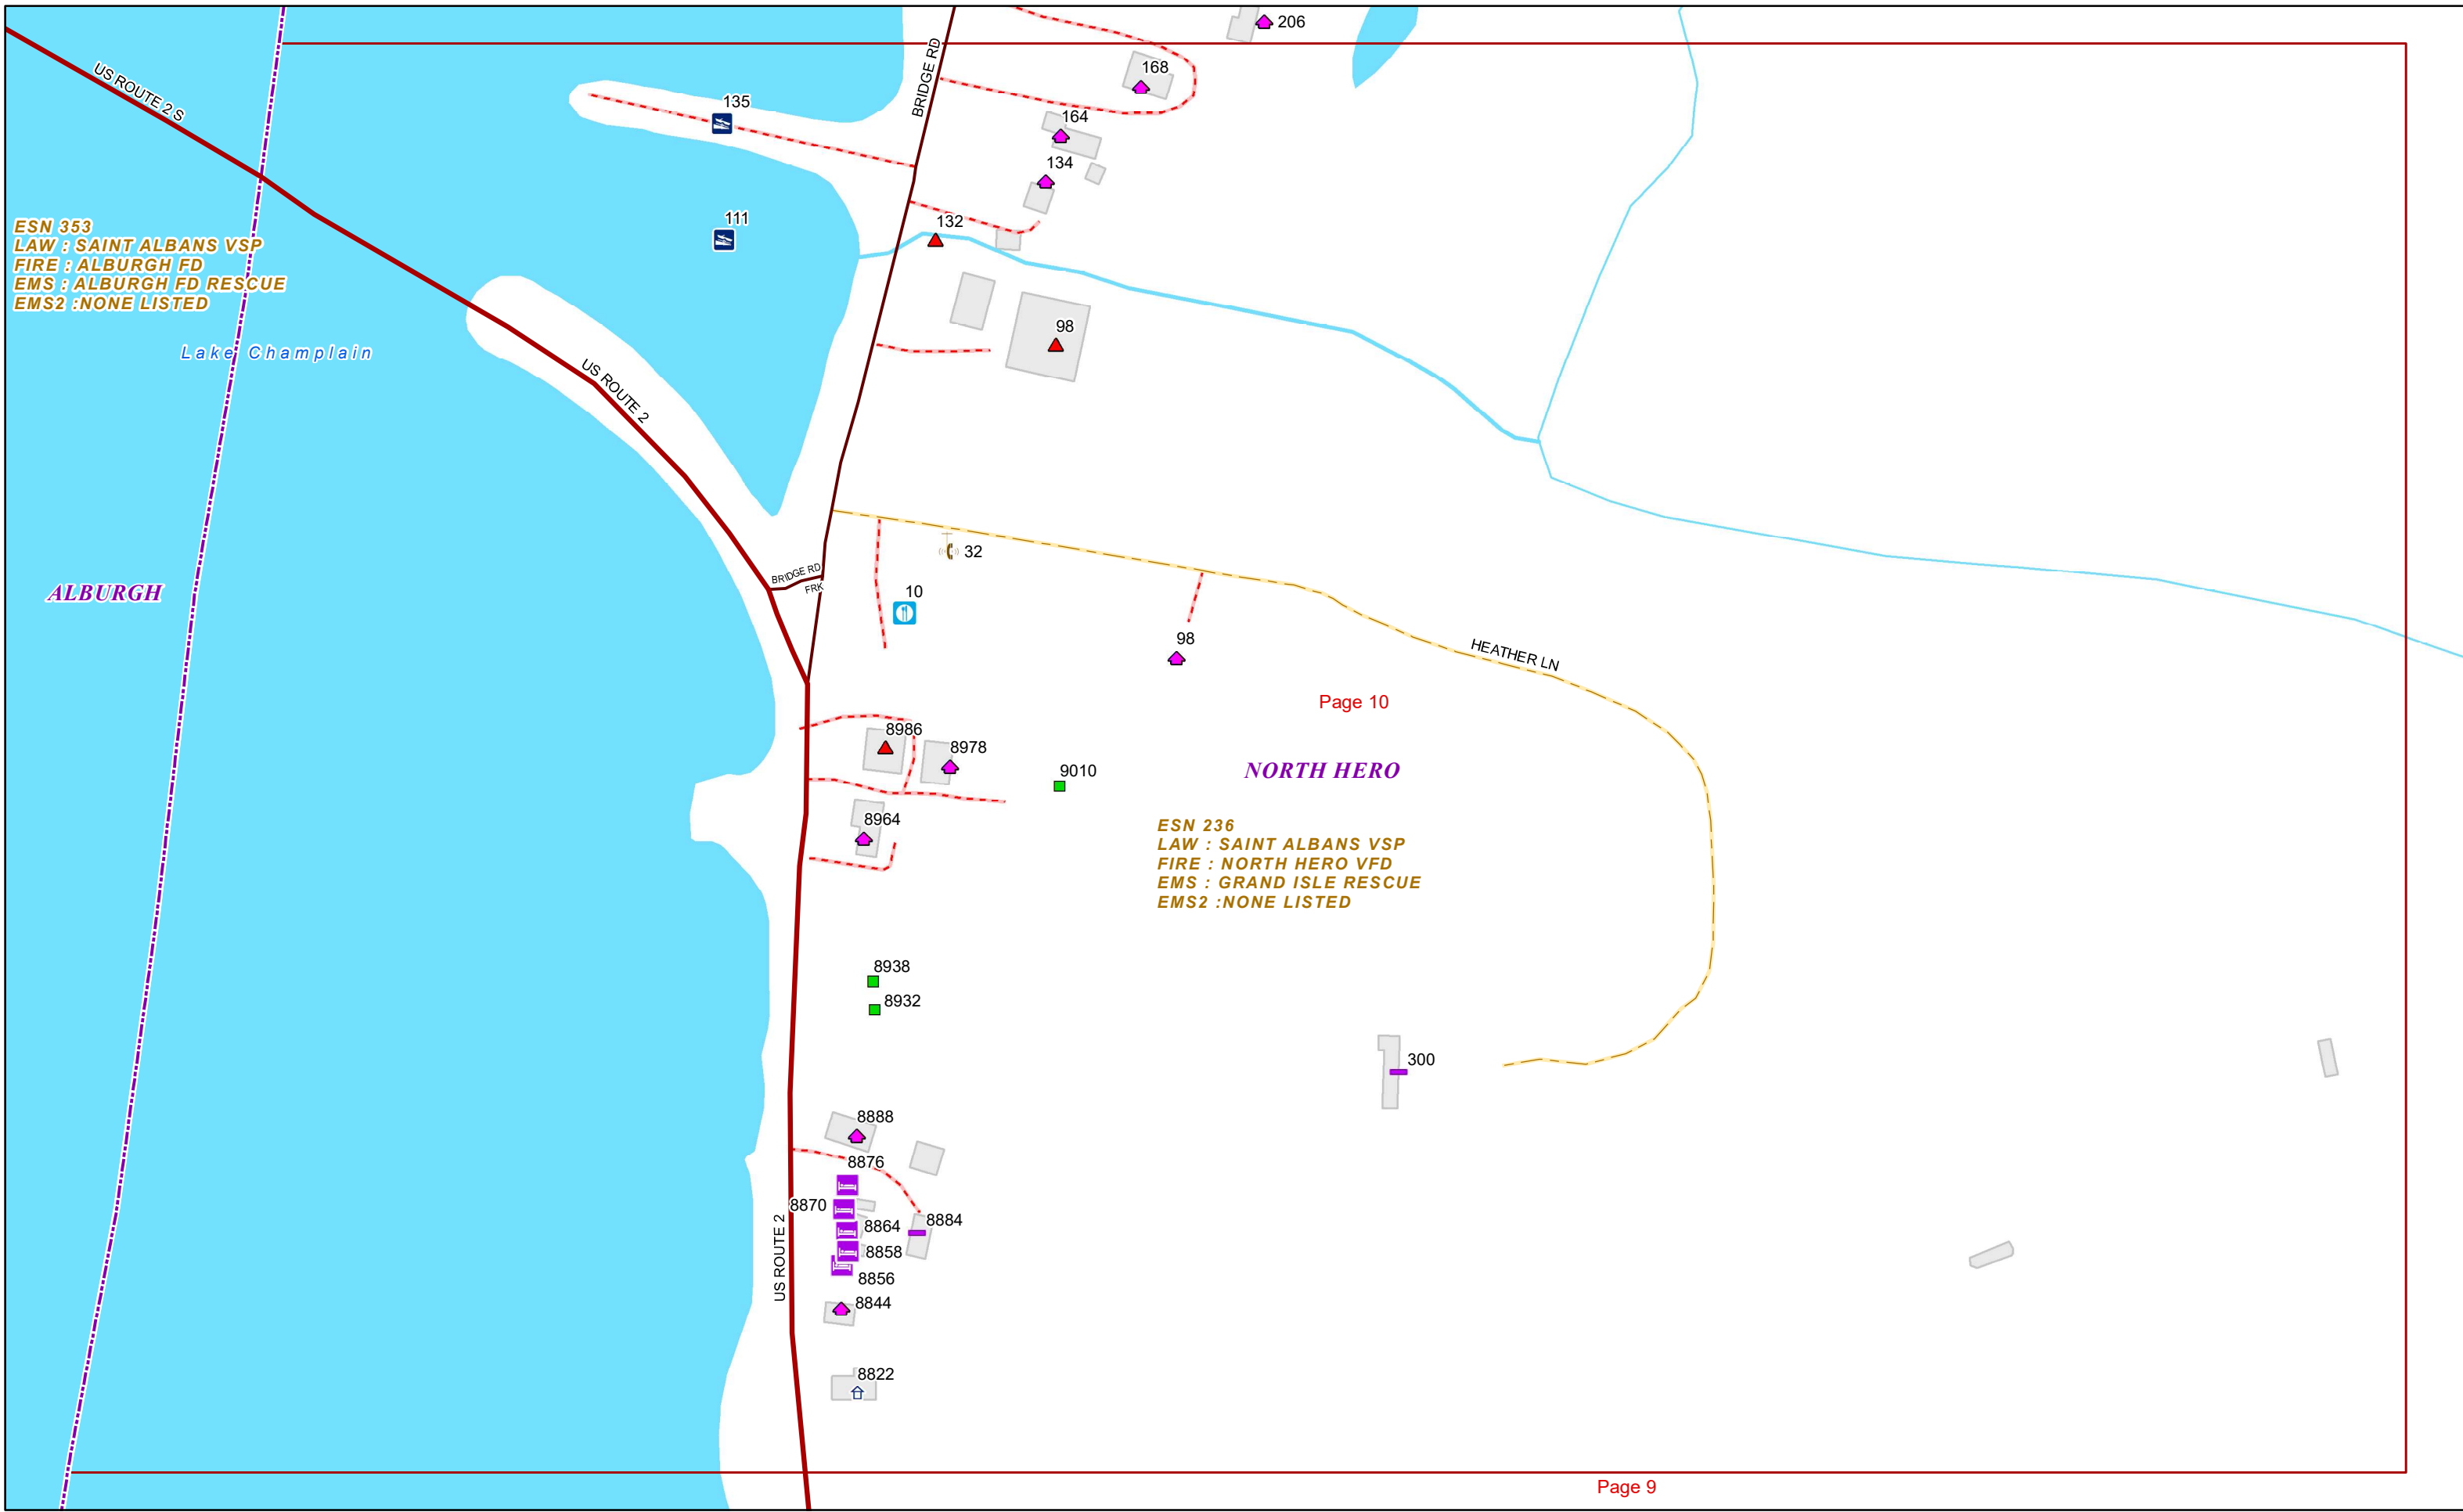 206
US ROUTE 2 S
BRIDGE RD
168
135
164
134
111
132
ESN 353
LAW : SAINT ALBANS VSP
FIRE : ALBURGH FD
EMS : ALBURGH FD RESCUE
EMS2 :NONE LISTED
98
Lake Champlain
US ROUTE 2
32
BRIDGE RD
FRK
10
ALBURGH
98
HEATHER LN
Page 10
8986
8978
9010
NORTH HERO
8964
ESN 236
LAW : SAINT ALBANS VSP
FIRE : NORTH HERO VFD
EMS : GRAND ISLE RESCUE
EMS2 :NONE LISTED
8938
8932
300
8888
8876
8870
8864
8884
8858
8856
US ROUTE 2
8844
8822
Page 9